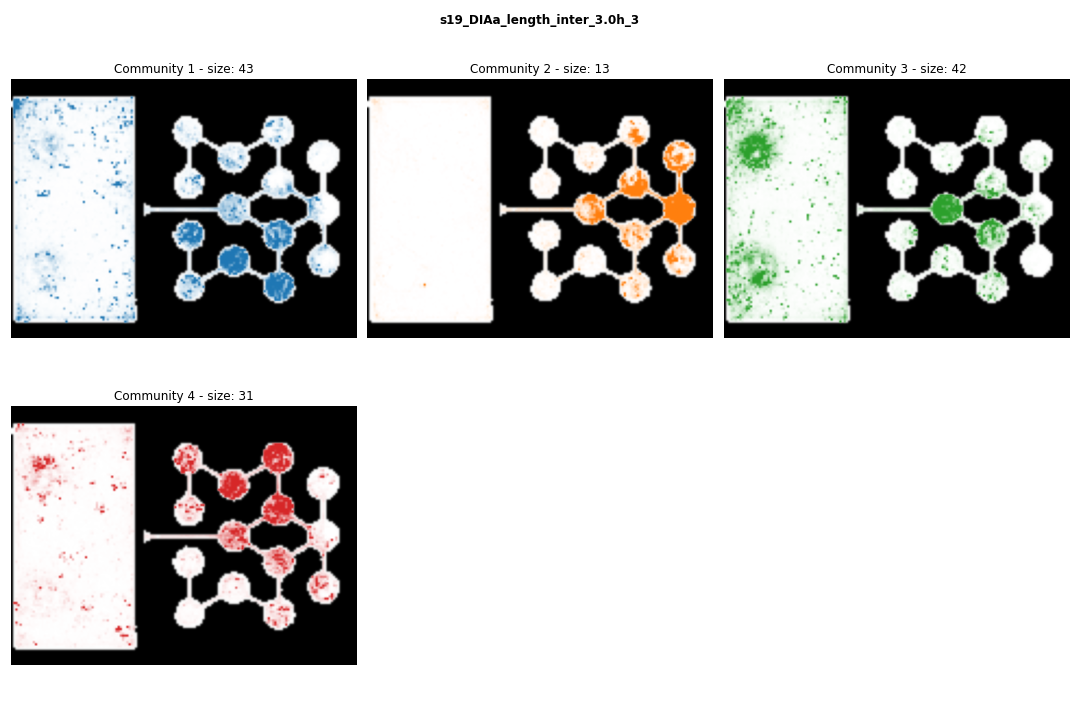 s19_DIAa_length_inter_3.0h_3
Community 1 - size: 43
Community 2 - size: 13
Community 3 - size: 42
Community 4 - size: 31